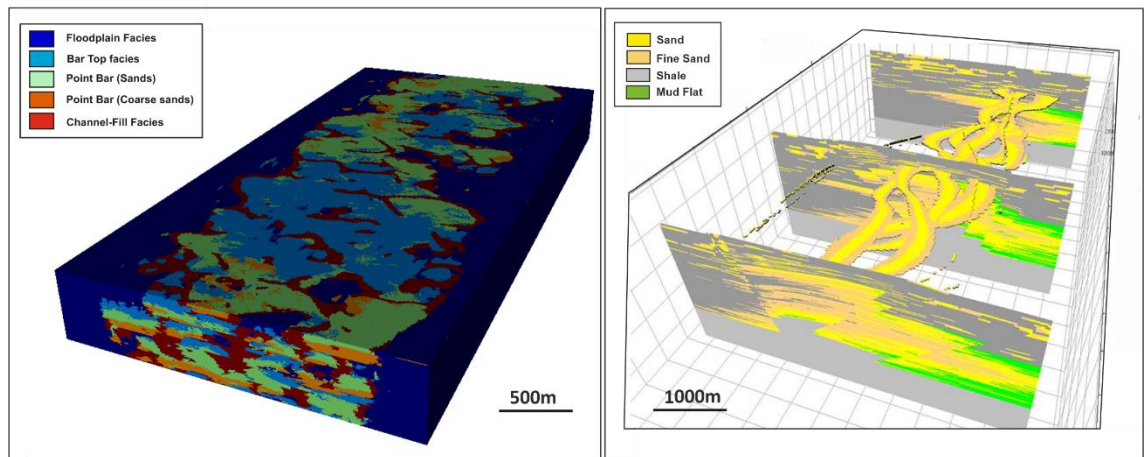 Floodplain Facies
Bar Top facies
Point Bar (Sands)
Point Bar (Coarse sands)
Channel-Fill Facies
500m
Sand
Fine Sand
Shale
Mud Flat
1000m